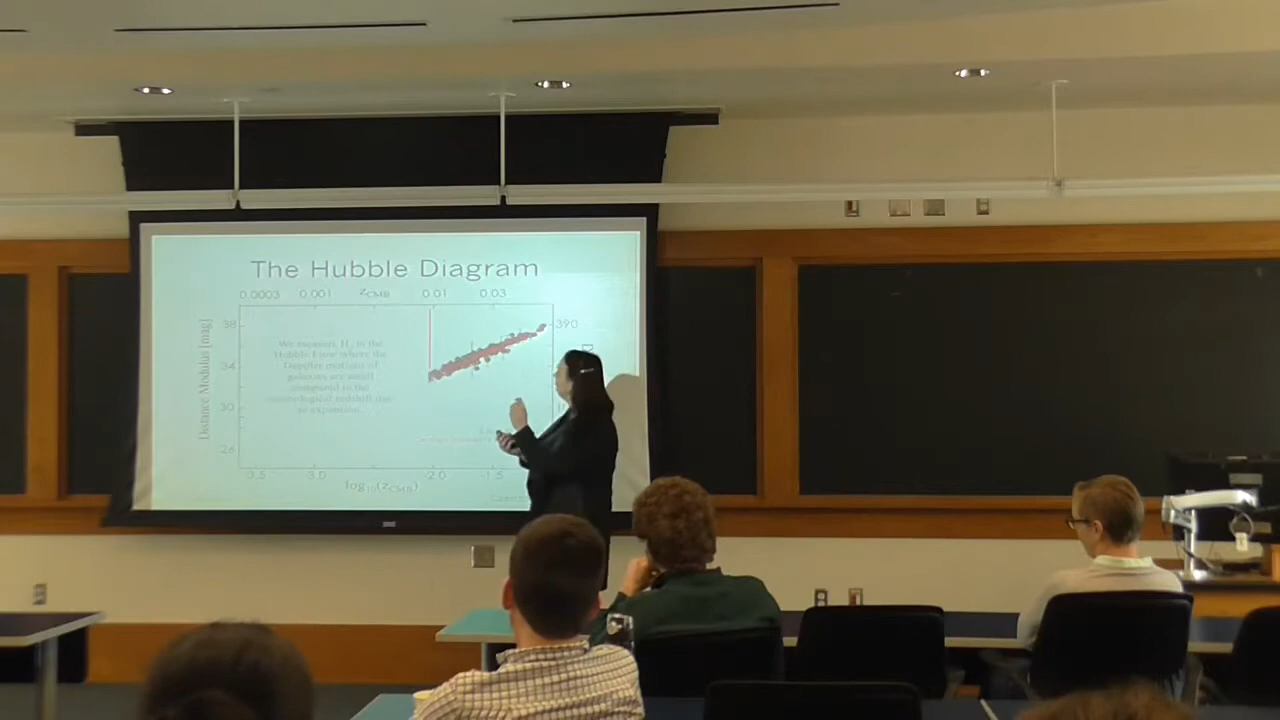 The Hubble Diagram
0.0003 0.001 zCMB 0.01 0.03
38
34
30
26
390
Distance Modulus [mag]
We measure H₀ in the
Hubble Flow where the
Doppler motions of
galaxies are small
compared to the
cosmological redshift due
to expansion.
3.5 3.0 2.0 -1.5
log₁₀(zCMB)